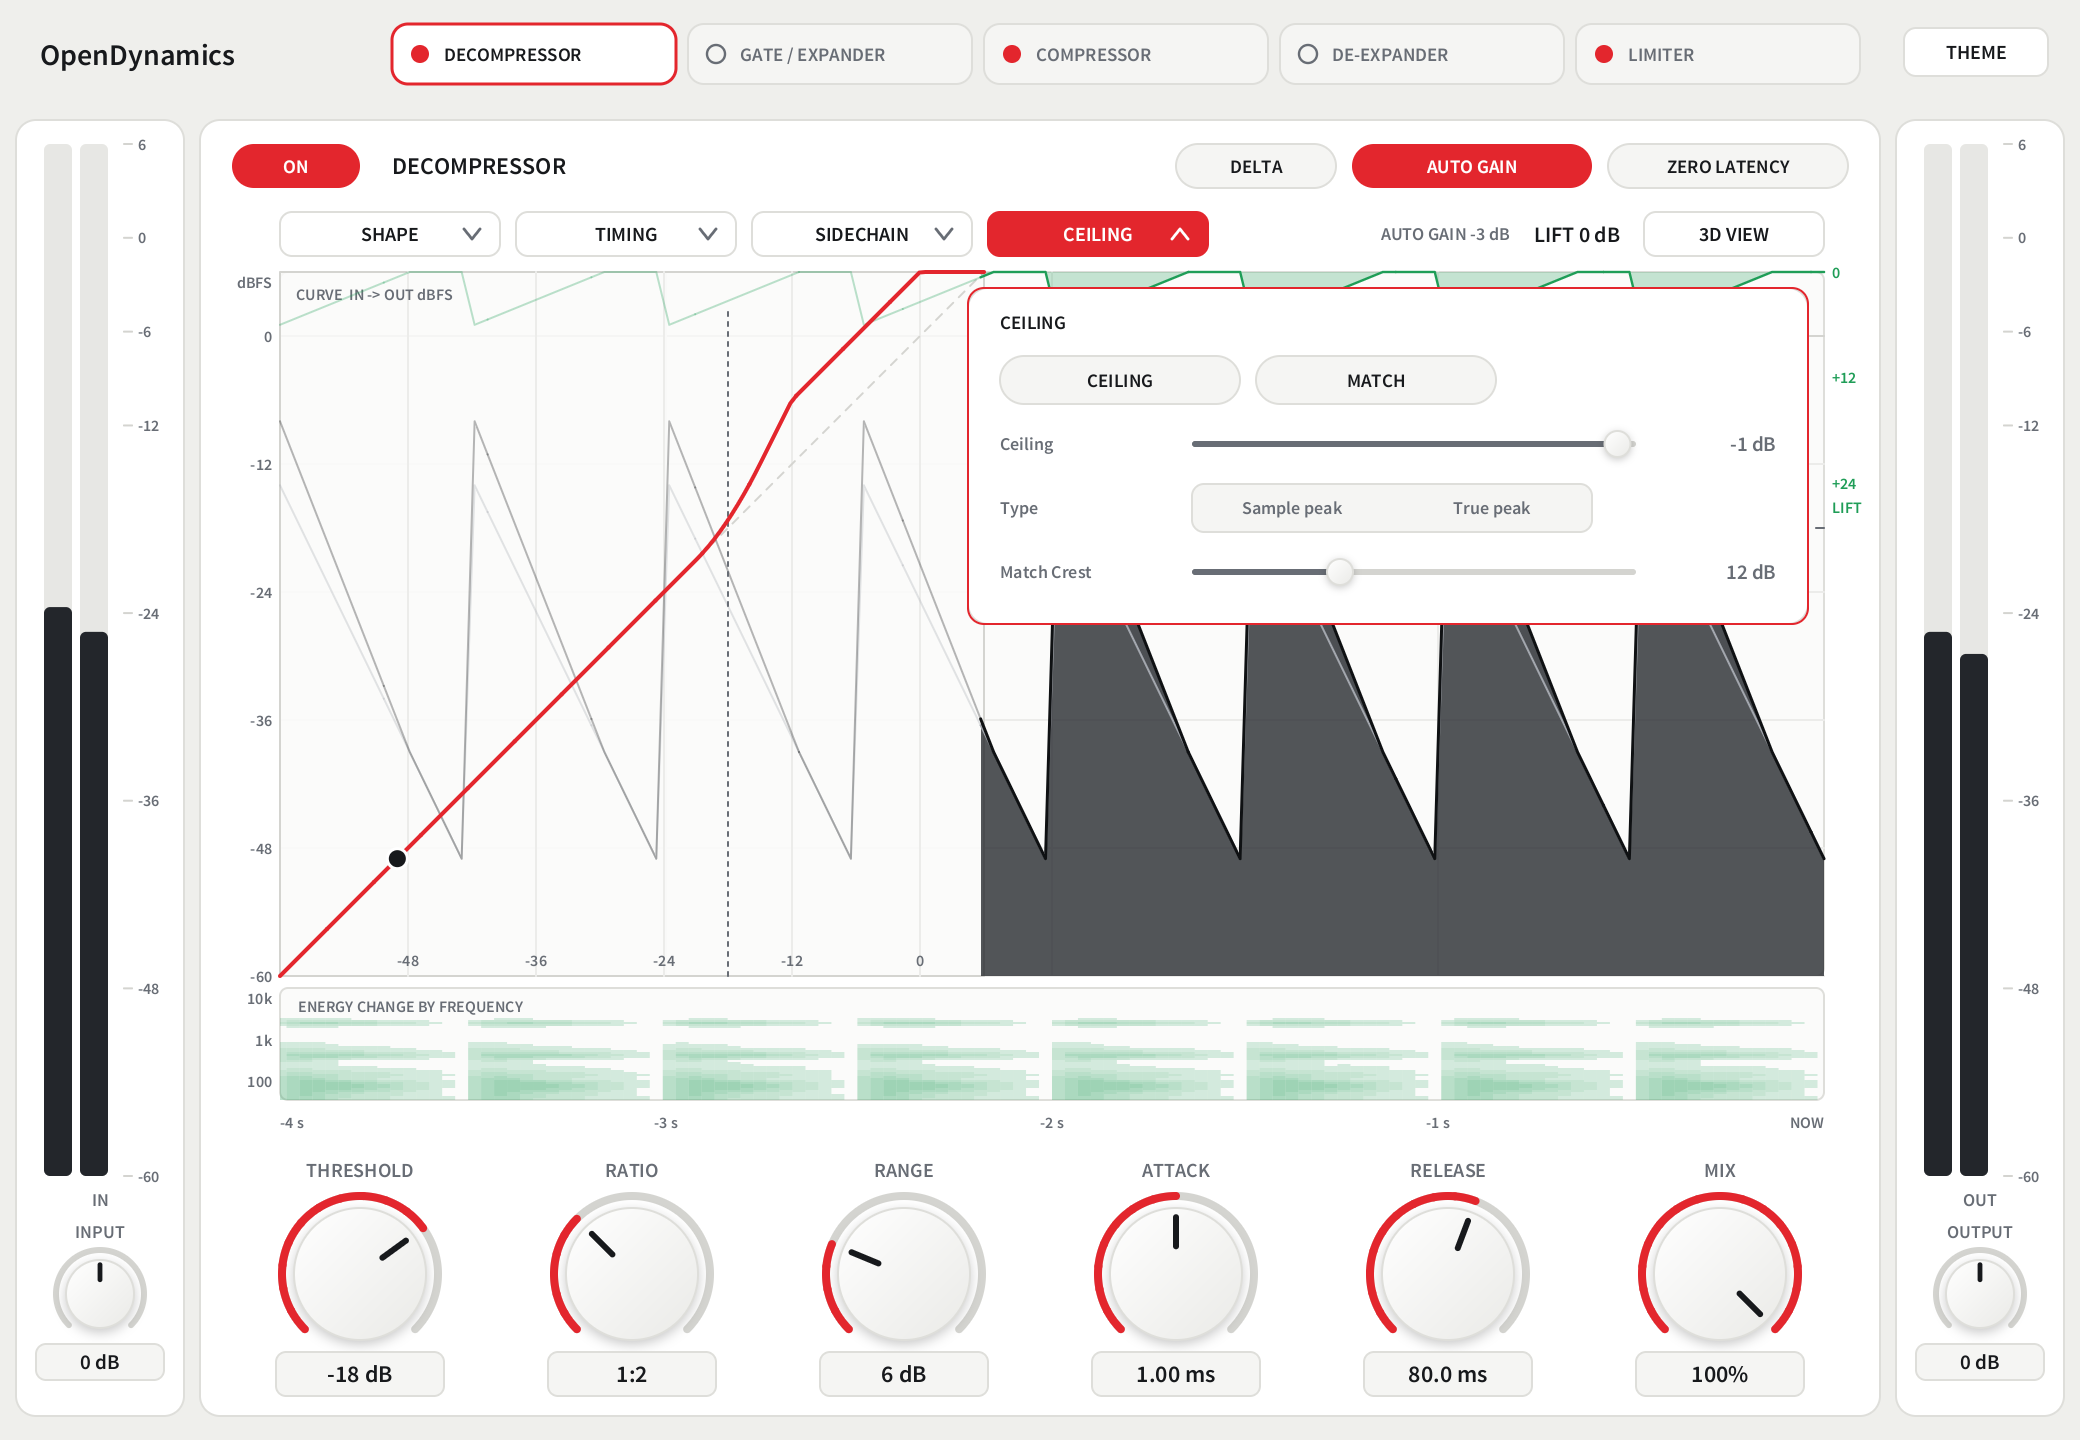 OpenDynamics
DECOMPRESSOR
GATE / EXPANDER
COMPRESSOR
DE-EXPANDER
LIMITER
THEME
ON
DECOMPRESSOR
DELTA
AUTO GAIN
ZERO LATENCY
SHAPE
TIMING
SIDECHAIN
CEILING
AUTO GAIN -3 dB
LIFT 0 dB
3D VIEW
6
0
-6
-12
-24
-36
-48
-60
IN
INPUT
0 dB
dBFS
CURVE IN -> OUT dBFS
0
-12
-24
-36
-48
-60
-48
-36
-24
-12
0
CEILING
CEILING
MATCH
Ceiling
-1 dB
Type
Sample peak
True peak
Match Crest
12 dB
0
+12
+24
LIFT
10k
1k
100
ENERGY CHANGE BY FREQUENCY
-4 s
-3 s
-2 s
-1 s
NOW
THRESHOLD
RATIO
RANGE
ATTACK
RELEASE
MIX
-18 dB
1:2
6 dB
1.00 ms
80.0 ms
100%
6
0
-6
-12
-24
-36
-48
-60
OUT
OUTPUT
0 dB